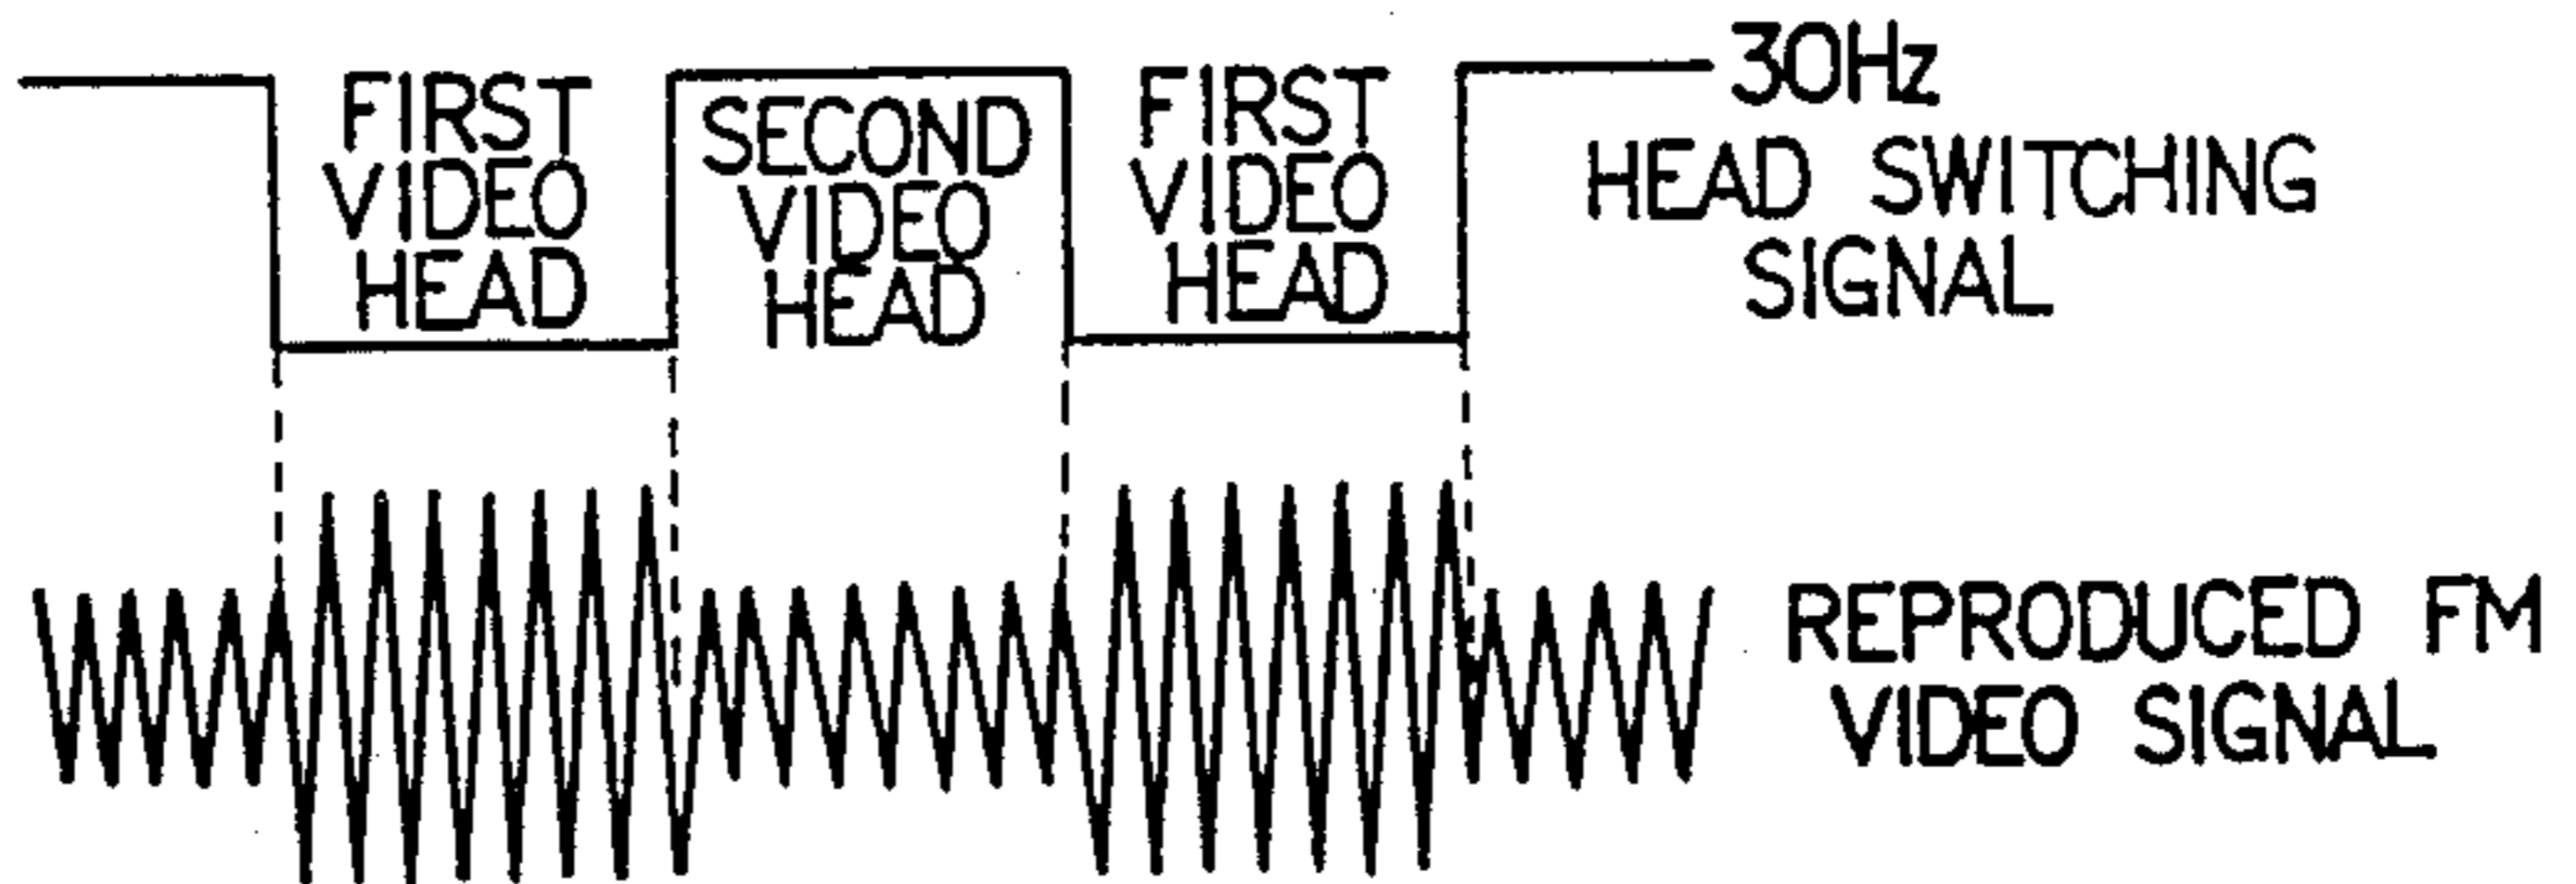 FIRST
VIDEO
HEAD
SECOND
VIDEO
HEAD
FIRST
VIDEO
HEAD
30Hz
HEAD SWITCHING
SIGNAL
REPRODUCED FM
VIDEO SIGNAL